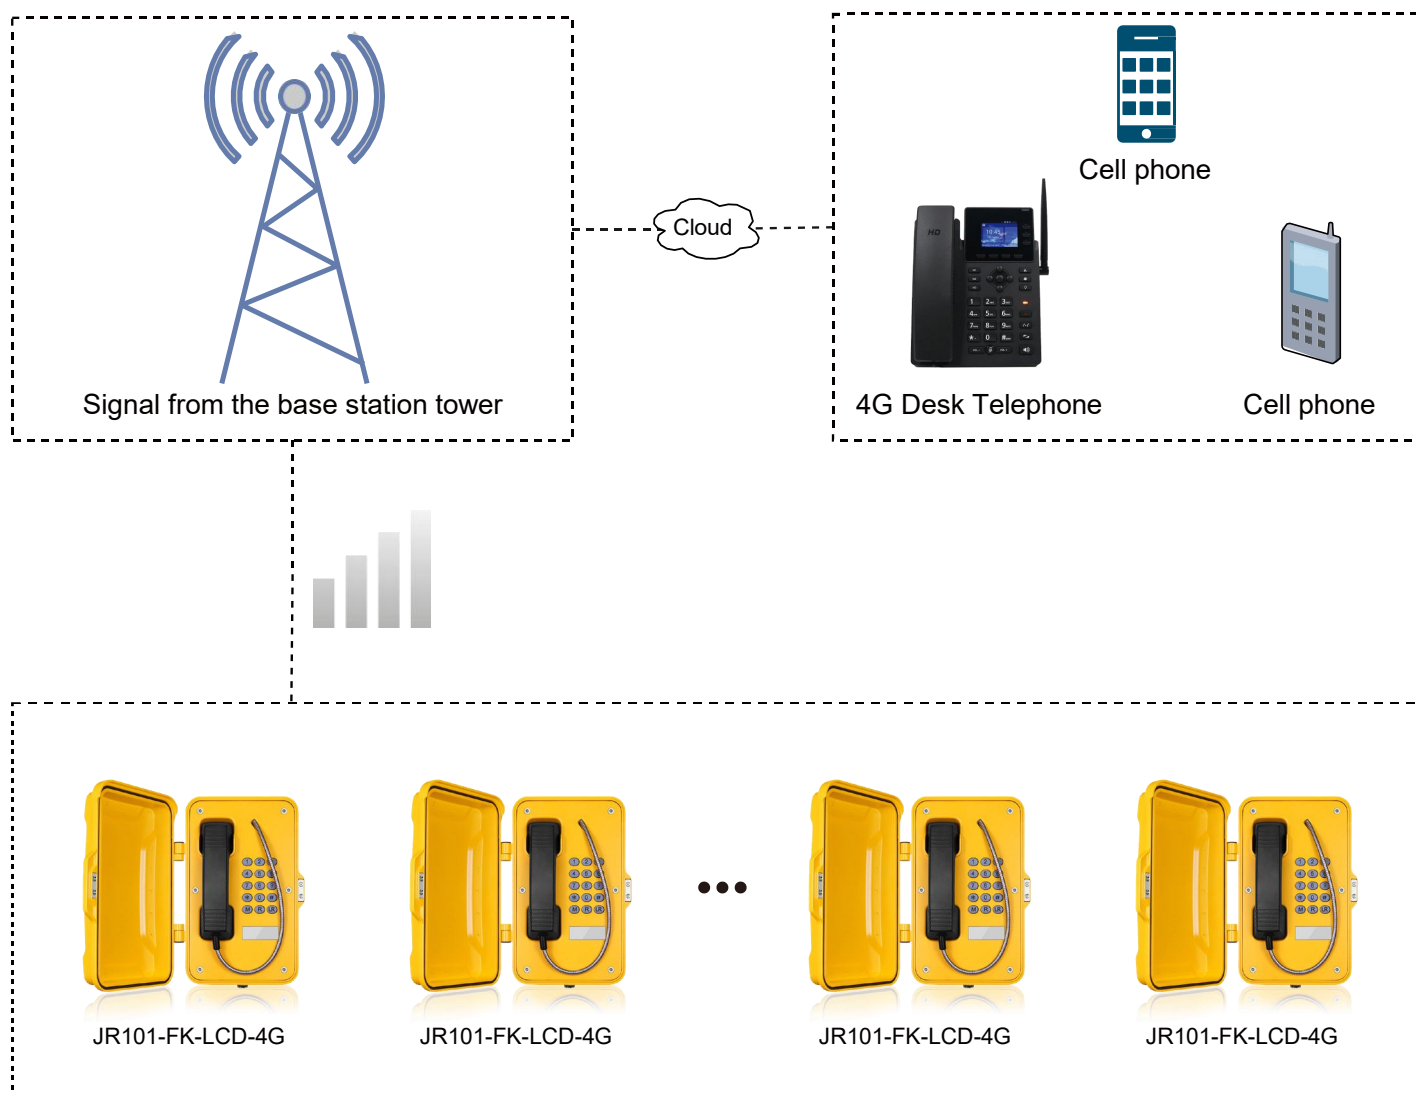 Cell phone
Cloud
HD
Signal from the base station tower
4G Desk Telephone
Cell phone
JR101-FK-LCD-4G
JR101-FK-LCD-4G
JR101-FK-LCD-4G
JR101-FK-LCD-4G